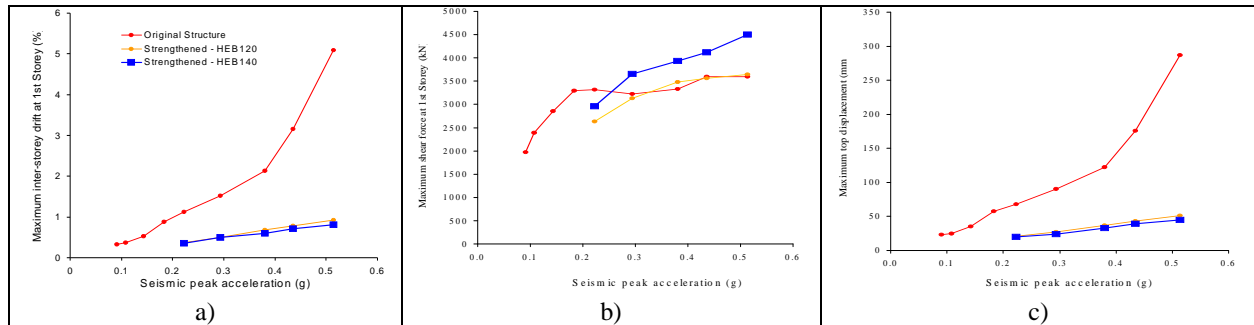 Maximum inter-storey drift at 1st Storey (%)
6
5
4
3
2
1
0
Original Structure
Strengthened - HEB120
Strengthened - HEB140
0 0.1 0.2 0.3 0.4 0.5 0.6
Seismic peak acceleration (g)
a)
Maximum shear force at 1st Storey (kN)
5000
4500
4000
3500
3000
2500
2000
1500
1000
500
0
0.0 0.1 0.2 0.3 0.4 0.5 0.6
Seismic peak acceleration (g)
b)
Maximum top displacement (mm
350
300
250
200
150
100
50
0
0.0 0.1 0.2 0.3 0.4 0.5 0.6
Seismic peak acceleration (g)
c)